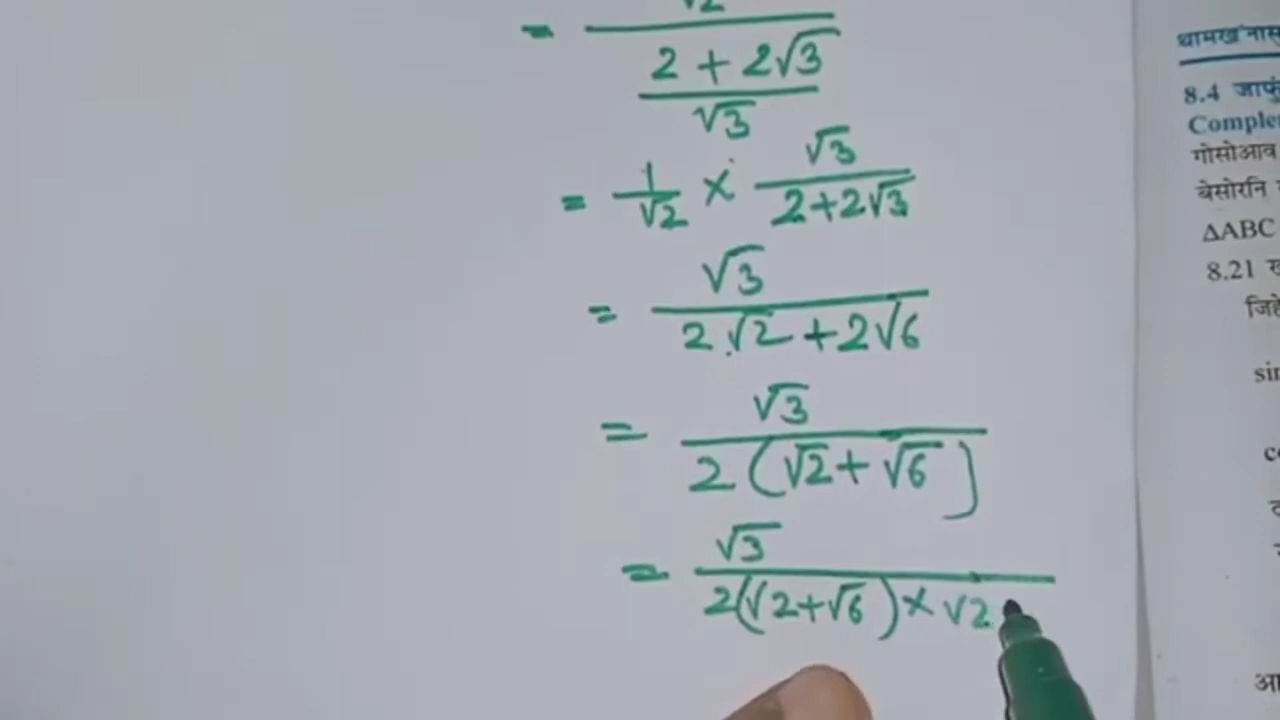 = √2
2 + 2√3
√3
= 1/√2 × √3/2+2√3
= √3/2.√2+2√6
= √3/2(√2+√6)
= √3/2(√2+√6)×√2
8.4
गोसोआव
बेसोरनि
ΔABC
8.21